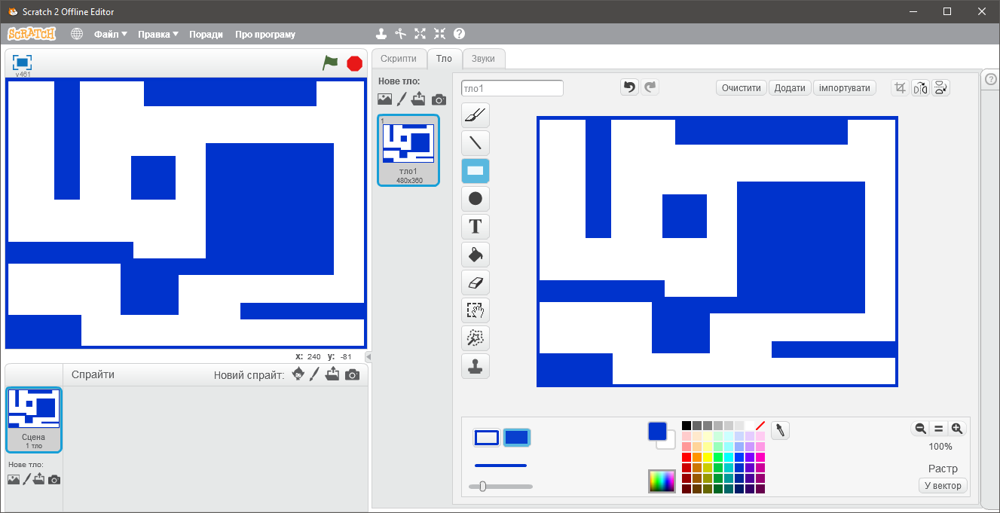 Scratch 2 Offline Editor
SCRATCH Файл Правка Поради Про програму
v461
Скрипти Тло Звуки
Нове тло:
тло1
Очистити Додати імпортувати
1
тло1
480x360
T
x: 240 y: -81
Спрайти Новий спрайт:
Сцена
1 тло
Нове тло:
100%
Растр
У вектор